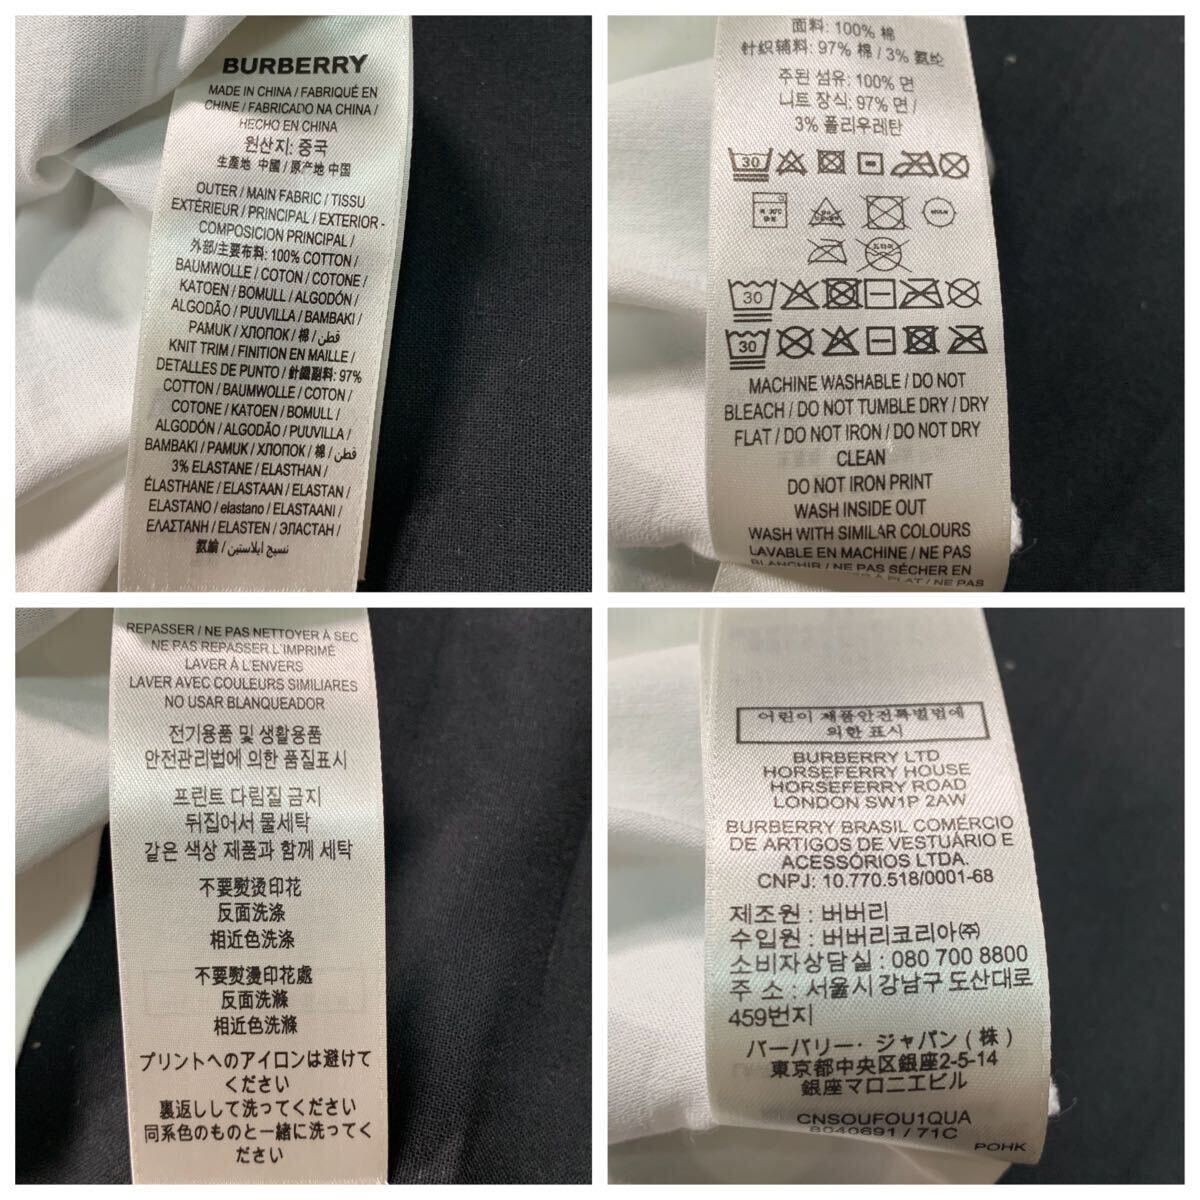 BURBERRY
MADE IN CHINA / FABRIQUÉ EN
CHINE / FABRICADO NA CHINA /
HECHO EN CHINA
원산지: 중국
生產地 中國 / 原产地 中国
OUTER / MAIN FABRIC / TISSU
EXTÉRIEUR / PRINCIPAL / EXTERIOR -
COMPOSICION PRINCIPAL /
外部/主要布料: 100% COTTON /
BAUMWOLLE / COTON / COTONE /
KATOEN / BOMULL / ALGODÓN /
ALGODÃO / PUUVILLA / BAMBAKI /
PAMUK / ХЛОПОК / 棉 / قطن /
KNIT TRIM / FINITION EN MAILLE /
DETALLES DE PUNTO / 針織副料: 97%
COTTON / BAUMWOLLE / COTON /
COTONE / KATOEN / BOMULL /
ALGODÓN / ALGODÃO / PUUVILLA /
BAMBAKI / PAMUK / ХЛОПОК / 棉 / قطن /
3% ELASTANE / ELASTHAN /
ÉLASTHANE / ELASTAAN / ELASTAN /
ELASTANO / elastano / ELASTAANI /
ΕΛΑΣΤΑΝΗ / ELASTEN / ЭЛАСТАН /
氨綸 / نسيج ايلاستين
面料: 100% 棉
针织辅料: 97% 棉 / 3% 氨纶
주된 섬유: 100% 면
니트 장식: 97% 면 /
3% 폴리우레탄
30
30
30
MACHINE WASHABLE / DO NOT
BLEACH / DO NOT TUMBLE DRY / DRY
FLAT / DO NOT IRON / DO NOT DRY
CLEAN
DO NOT IRON PRINT
WASH INSIDE OUT
WASH WITH SIMILAR COLOURS
LAVABLE EN MACHINE / NE PAS
BLANCHIR / NE PAS SÉCHER EN
À PLAT / NE PAS
REPASSER / NE PAS NETTOYER À SEC
NE PAS REPASSER L'IMPRIMÉ
LAVER À L'ENVERS
LAVER AVEC COULEURS SIMILIARES
NO USAR BLANQUEADOR
전기용품 및 생활용품
안전관리법에 의한 품질표시
프린트 다림질 금지
뒤집어서 물세탁
같은 색상 제품과 함께 세탁
不要熨烫印花
反面洗涤
相近色洗涤
不要熨燙印花處
反面洗滌
相近色洗滌
プリントへのアイロンは避けて
ください
裏返しして洗ってください
同系色のものと一緒に洗ってく
ださい
어린이 제품안전특별법에
의한 표시
BURBERRY LTD
HORSEFERRY HOUSE
HORSEFERRY ROAD
LONDON SW1P 2AW
BURBERRY BRASIL COMÉRCIO
DE ARTIGOS DE VESTUÁRIO E
ACESSÓRIOS LTDA.
CNPJ: 10.770.518/0001-68
제조원 : 버버리
수입원 : 버버리코리아㈜
소비자상담실 : 080 700 8800
주 소 : 서울시 강남구 도산대로
459번지
バーバリー・ジャパン ( 株 )
東京都中央区銀座2-5-14
銀座マロニエビル
CNSOUFOU1QUA
8040691 / 71C
POHK